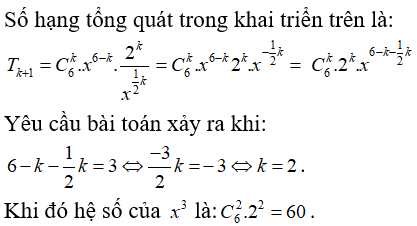 Số hạng tổng quát trong khai triển trên là:
$T_{k+1} = C_6^k.x^{6-k}.\frac{2^k}{x^{\frac{1}{2}k}} = C_6^k.x^{6-k}2^k.x^{-\frac{1}{2}k} = C_6^k.2^k.x^{6-k-\frac{1}{2}k}$
Yêu cầu bài toán xảy ra khi:
$6-k-\frac{1}{2}k=3 \Leftrightarrow \frac{-3}{2}k=-3 \Leftrightarrow k=2.$
Khi đó hệ số của $x^3$ là: $C_6^2.2^2=60.$